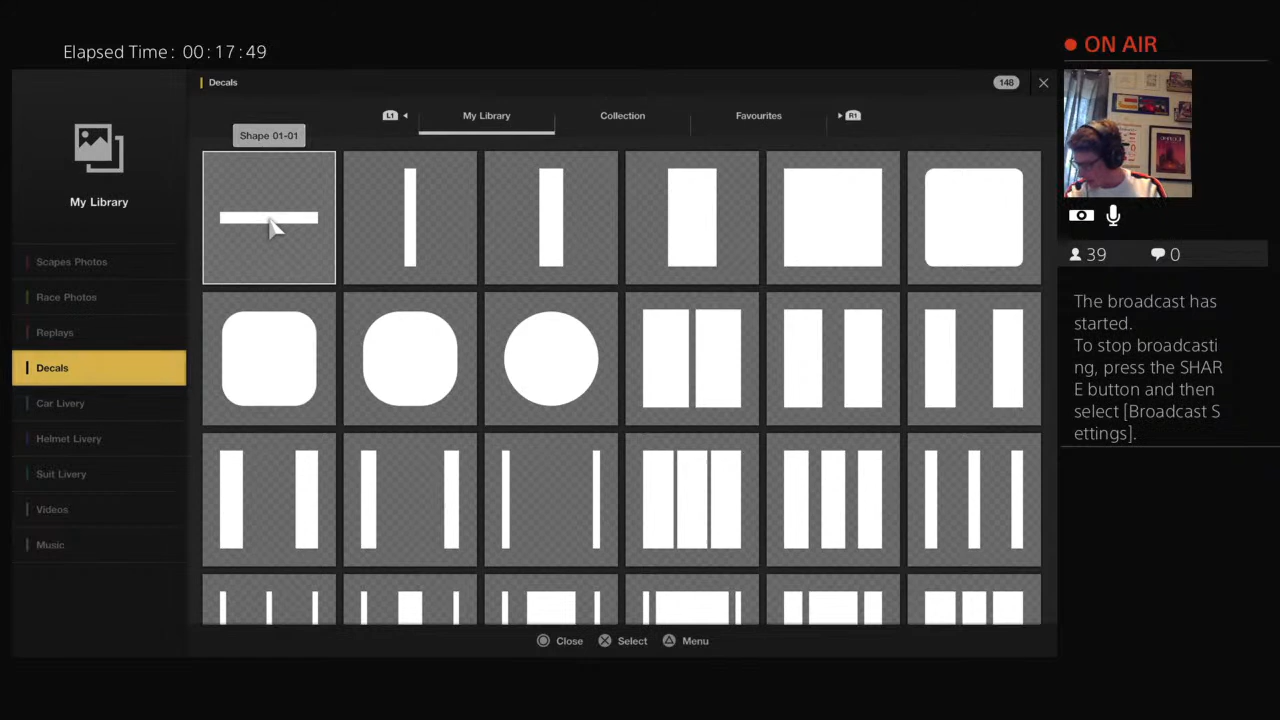 Elapsed Time: 00:17:49
ON AIR
Decals
148
L1
My Library
Collection
Favourites
R1
Shape 01-01
My Library
Scapes Photos
Race Photos
Replays
Decals
Car Livery
Helmet Livery
Suit Livery
Videos
Music
39
0
The broadcast has
started.
To stop broadcasti
ng, press the SHAR
E button and then
select [Broadcast S
ettings].
Close
Select
Menu